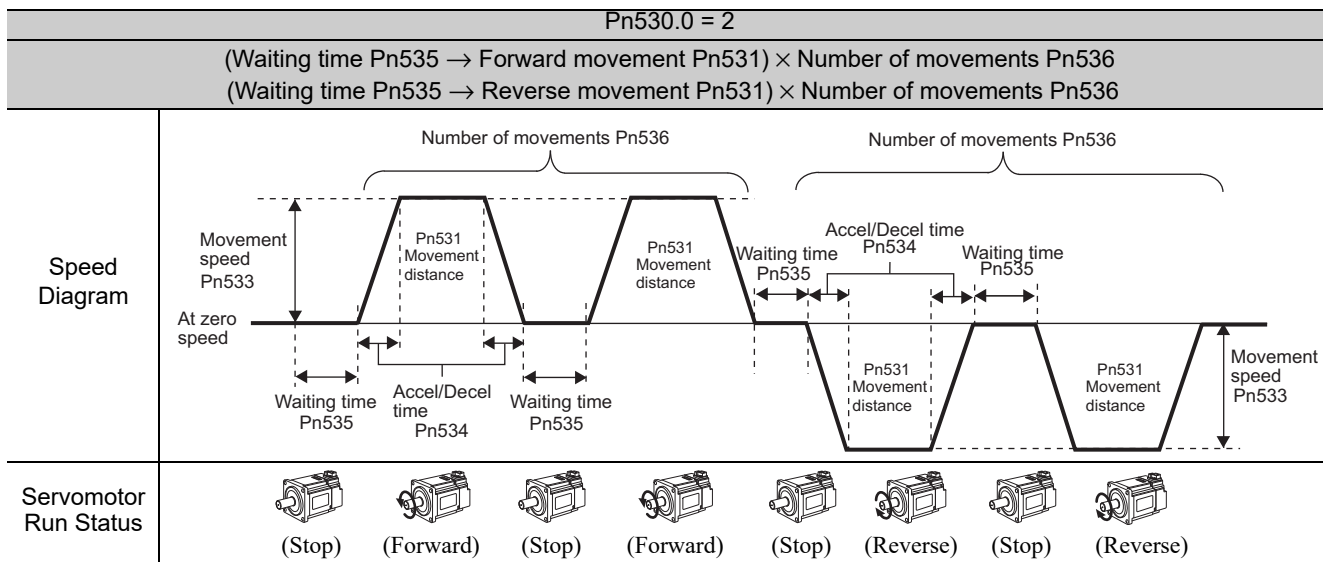 Pn530.0 = 2
(Waiting time Pn535 → Forward movement Pn531) × Number of movements Pn536
(Waiting time Pn535 → Reverse movement Pn531) × Number of movements Pn536
Speed
Diagram
Number of movements Pn536
Number of movements Pn536
Movement
speed
Pn533
Pn531
Movement
distance
Pn531
Movement
distance
Waiting time
Pn535
Accel/Decel time
Pn534
Waiting time
Pn535
At zero
speed
Waiting time
Pn535
Accel/Decel
time
Pn534
Waiting time
Pn535
Pn531
Movement
distance
Pn531
Movement
distance
Movement
speed
Pn533
Servomotor
Run Status
(Stop) (Forward) (Stop) (Forward) (Stop) (Reverse) (Stop) (Reverse)